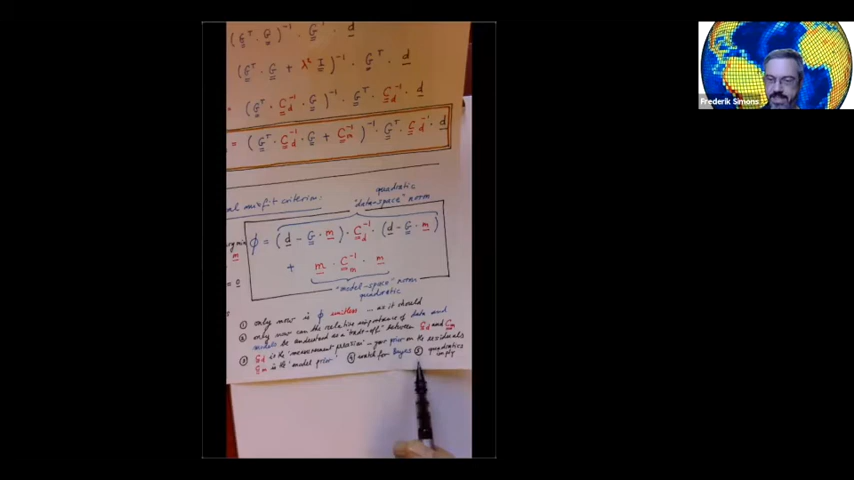 (G^T · G)^-1 · G^T · d
(G^T · G + λ² I)^-1 · G^T · d
= (G^T · C_d^-1 · G)^-1 · G^T · C_d^-1 · d
= (G^T · C_d^-1 · G + C_m^-1)^-1 · G^T · C_d^-1 · d
al misfit criterion:
quadratic
"data-space" norm
m
ϕ = (d - G · m) · C_d^-1 · (d - G · m)
= 0
+ m · C_m^-1 · m
"model-space" norm
quadratic
① only now is ϕ unitless ... as it should
② only now can the relative importance of data and
models be understood as a "trade-off" between C_d and C_m
③ C_d is the "measurement precision" - your prior on the residuals
C_m is the "model prior" ④ watch for Bayes ⑤ quadratics
imply
Frederik Simons